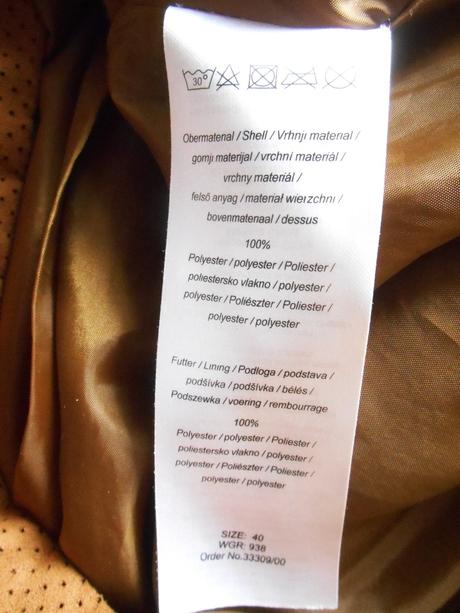 30°
Obermaterial / Shell / Vrhnji material /
gornji materijal / vrchní materiál /
vrchny materiál /
felső anyag / materiał wierzchni /
bovenmateriaal / dessus
100%
Polyester / polyester / Poliester /
poliestersko vlakno / polyester /
polyester / Poliészter / Poliester /
polyester / polyester
Futter / Lining / Podloga / podstava /
podšívka / podšívka / bélés /
Podszewka / voering / rembourrage
100%
Polyester / polyester / Poliester /
poliestersko vlakno / polyester /
polyester / Poliészter / Poliester /
polyester / polyester
SIZE: 40
WGR: 938
Order No.33309/00